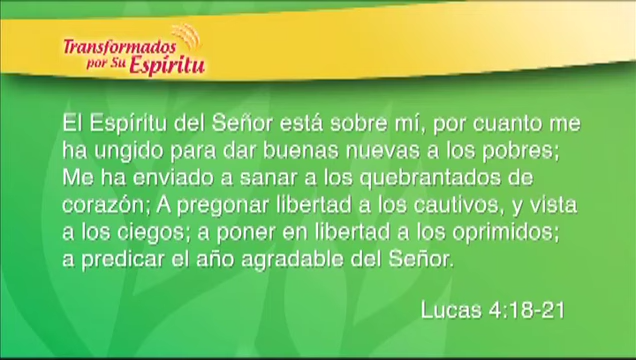 Transformados
por Su Espíritu
El Espíritu del Señor está sobre mí, por cuanto me
ha ungido para dar buenas nuevas a los pobres;
Me ha enviado a sanar a los quebrantados de
corazón; A pregonar libertad a los cautivos, y vista
a los ciegos; a poner en libertad a los oprimidos;
a predicar el año agradable del Señor.
Lucas 4:18-21